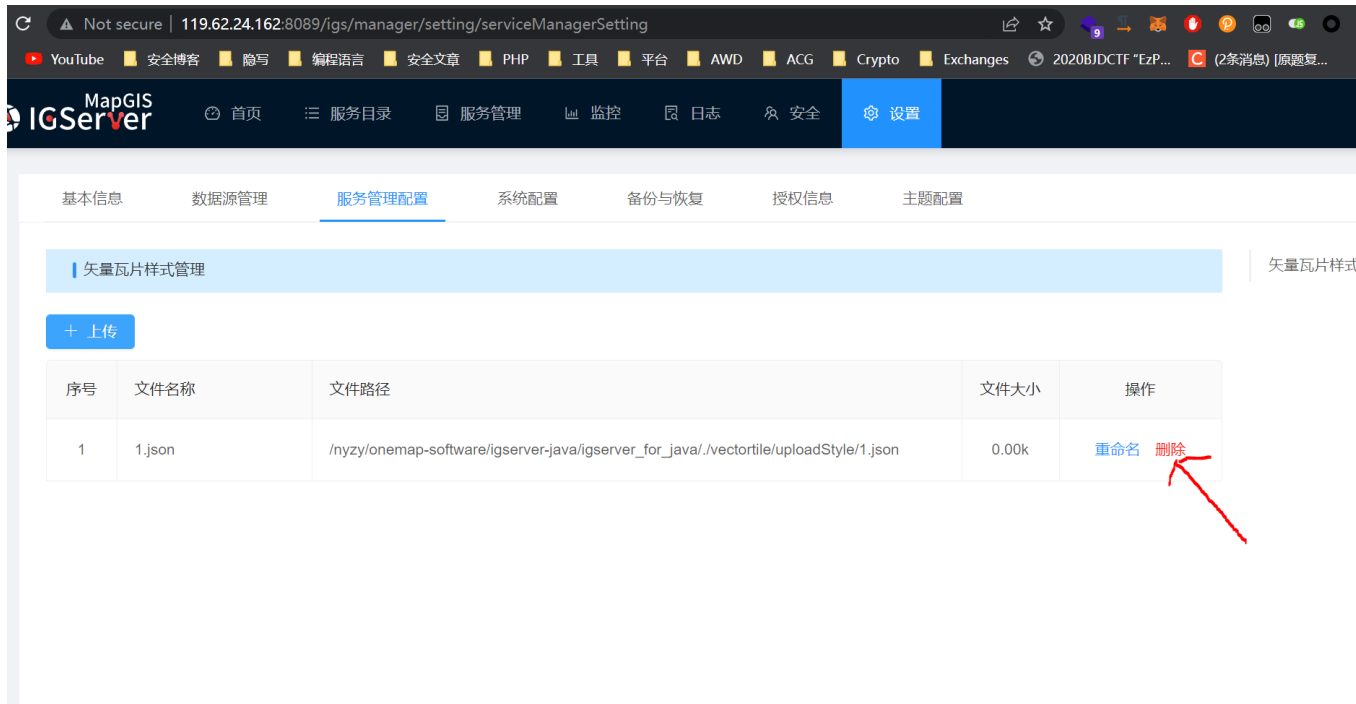 Not secure | 119.62.24.162:8089/igs/manager/setting/serviceManagerSetting
9
YouTube 安全博客 隐写 编程语言 安全文章 PHP 工具 平台 AWD ACG Crypto Exchanges 2020BJDCTF “EzP... C (2条消息) [原题复...
MapGIS
IGServer 首页 服务目录 服务管理 监控 日志 安全 设置
基本信息 数据源管理 服务管理配置 系统配置 备份与恢复 授权信息 主题配置
矢量瓦片样式管理 矢量瓦片样式
+ 上传
序号 文件名称 文件路径 文件大小 操作
1 1.json /nyzy/onemap-software/igserver-java/igserver_for_java/./vectortile/uploadStyle/1.json 0.00k 重命名 删除